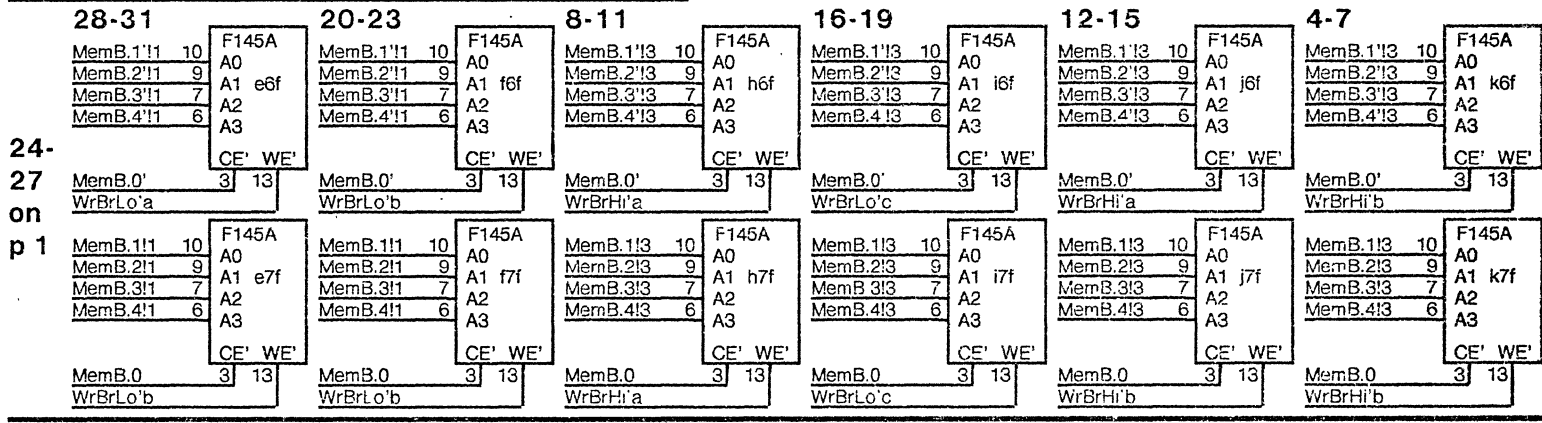 28-31 20-23 8-11 16-19 12-15 4-7
F145A F145A F145A F145A F145A F145A
MemB.1'!1 10 A0 MemB.1'!1 10 A0 MemB.1'!3 10 A0 MemB.1'!3 10 A0 MemB.1'!3 10 A0 MemB.1'!3 10 A0
MemB.2'!1 9 A1 e6f MemB.2'!1 9 A1 f6f MemB.2'!3 9 A1 h6f MemB.2'!3 9 A1 i6f MemB.2'!3 9 A1 j6f MemB.2'!3 9 A1 k6f
MemB.3'!1 7 A2 MemB.3'!1 7 A2 MemB.3'!3 7 A2 MemB.3'!3 7 A2 MemB.3'!3 7 A2 MemB.3'!3 7 A2
MemB.4'!1 6 A3 MemB.4'!1 6 A3 MemB.4'!3 6 A3 MemB.4 !3 6 A3 MemB.4'!3 6 A3 MemB.4'!3 6 A3
CE' WE' CE' WE' CE' WE' CE' WE' CE' WE' CE' WE'
MemB.0' 3 13 MemB.0' 3 13 MemB.0' 3 13 MemB.0' 3 13 MemB.0' 3 13 MemB.0' 3 13
WrBrLo'a WrBrLo'b WrBrHi'a WrBrLo'c WrBrHi'a WrBrHi'b
24-
27
on
p 1
F145A F145A F145A F145A F145A F145A
MemB.1!1 10 A0 MemB.1!1 10 A0 MemB.1!3 10 A0 MemB.1!3 10 A0 MemB.1!3 10 A0 MemB.1!3 10 A0
MemB.2!1 9 A1 e7f MemB.2!1 9 A1 f7f MemB.2!3 9 A1 h7f MemB.2!3 9 A1 i7f MemB.2!3 9 A1 j7f MemB.2!3 9 A1 k7f
MemB.3!1 7 A2 MemB.3!1 7 A2 MemB.3!3 7 A2 MemB 3!3 7 A2 MemB.3!3 7 A2 MemB.3!3 7 A2
MemB.4!1 6 A3 MemB.4!1 6 A3 MemB.4!3 6 A3 MemB.4!3 6 A3 MemB.4!3 6 A3 MemB.4!3 6 A3
CE' WE' CE' WE' CE' WE' CE' WE' CE' WE' CE' WE'
MemB.0 3 13 MemB.0 3 13 MemB.0 3 13 MemB.0 3 13 MemB.0 3 13 MemB.0 3 13
WrBrLo'b WrBrLo'b WrBrHi'a WrBrLo'c WrBrHi'b WrBrHi'b